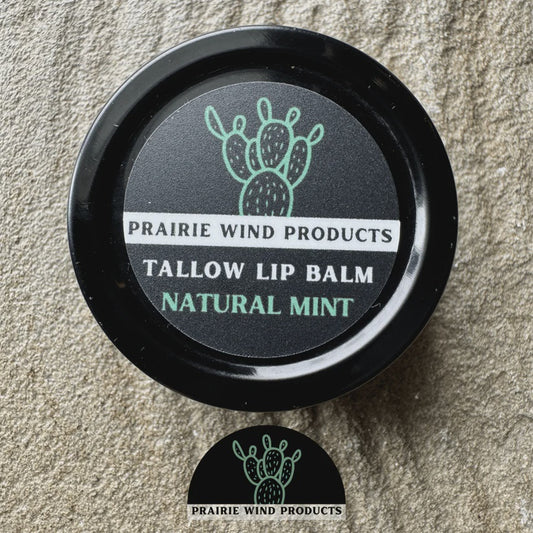 PRAIRIE WIND PRODUCTS
TALLOW LIP BALM
NATURAL MINT
PRAIRIE WIND PRODUCTS